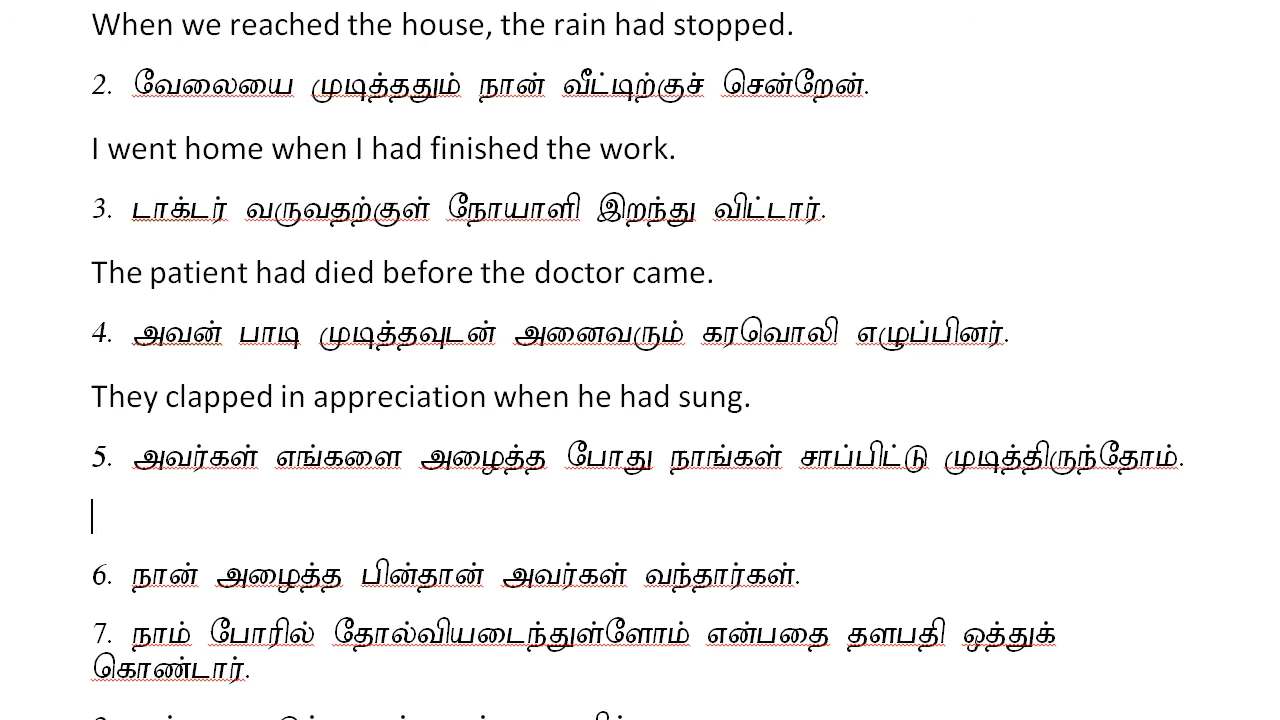 When we reached the house, the rain had stopped.
2. வேலையை முடித்ததும் நான் வீட்டிற்குச் சென்றேன்.
I went home when I had finished the work.
3. டாக்டர் வருவதற்குள் நோயாளி இறந்து விட்டார்.
The patient had died before the doctor came.
4. அவன் பாடி முடித்தவுடன் அனைவரும் கரவொலி எழுப்பினர்.
They clapped in appreciation when he had sung.
5. அவர்கள் எங்களை அழைத்த போது நாங்கள் சாப்பிட்டு முடித்திருந்தோம்.
6. நான் அழைத்த பின்தான் அவர்கள் வந்தார்கள்.
7. நாம் போரில் தோல்வியடைந்துள்ளோம் என்பதை தளபதி ஒத்துக்
கொண்டார்.